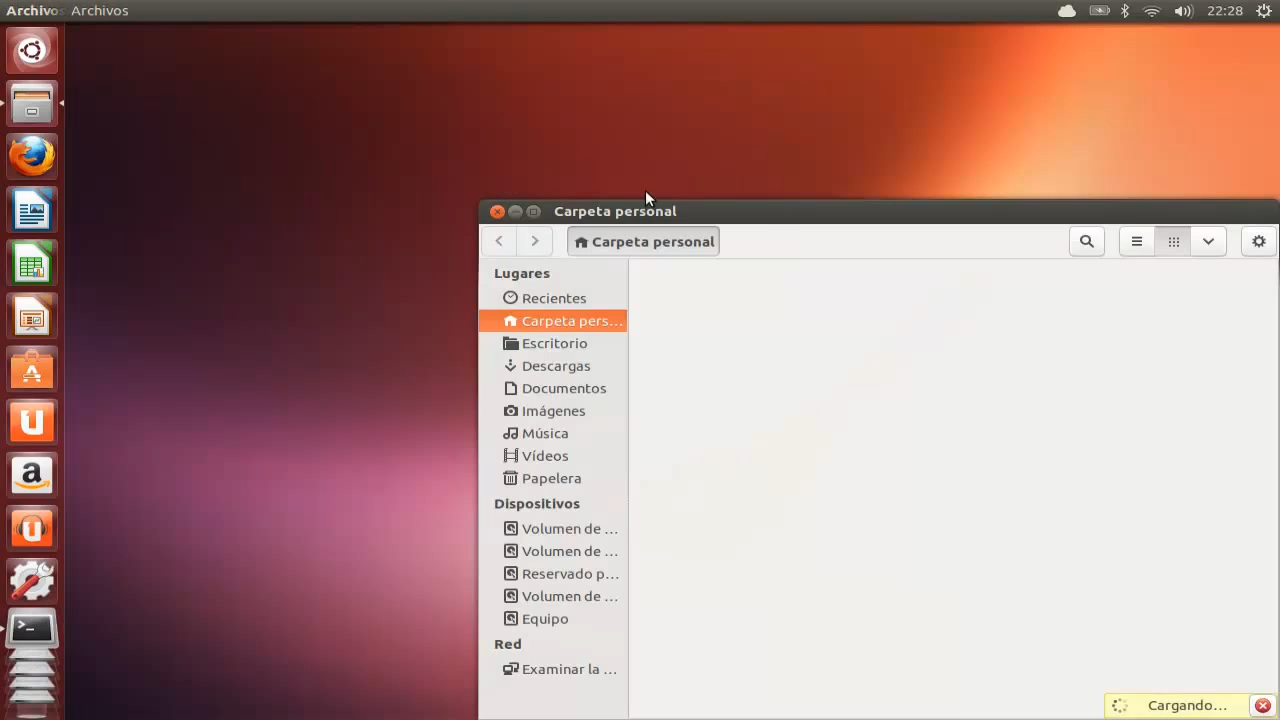 Archivos Archivos 22:28
Carpeta personal
Carpeta personal
Lugares
Recientes
Carpeta pers...
Escritorio
Descargas
Documentos
Imágenes
Música
Vídeos
Papelera
Dispositivos
Volumen de ...
Volumen de ...
Reservado p...
Volumen de ...
Equipo
Red
Examinar la ...
Cargando...